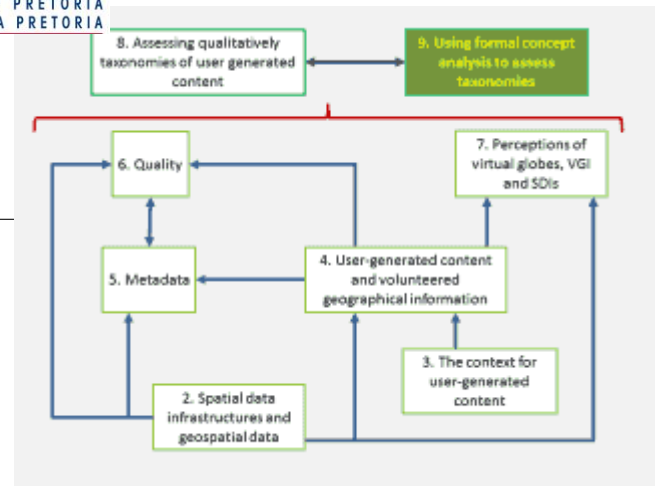 PRETORIA
A PRETORIA
8. Assessing qualitatively
taxonomies of user generated
content
9. Using formal concept
analysis to assess
taxonomies
6. Quality
7. Perceptions of
virtual globes, VGI
and SDIs
5. Metadata
4. User-generated content
and volunteered
geographical information
3. The context for
user-generated
content
2. Spatial data
infrastructures and
geospatial data